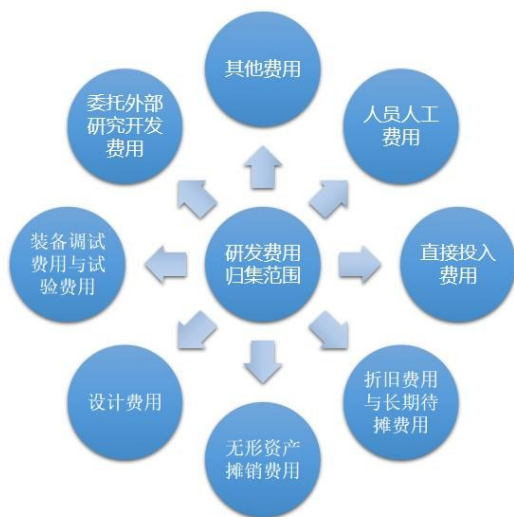 其他费用
人员人工
费用
直接投入
费用
折旧费用
与长期待
摊费用
无形资产
摊销费用
设计费用
装备调试
费用与试
验费用
委托外部
研究开发
费用
研发费用
归集范围